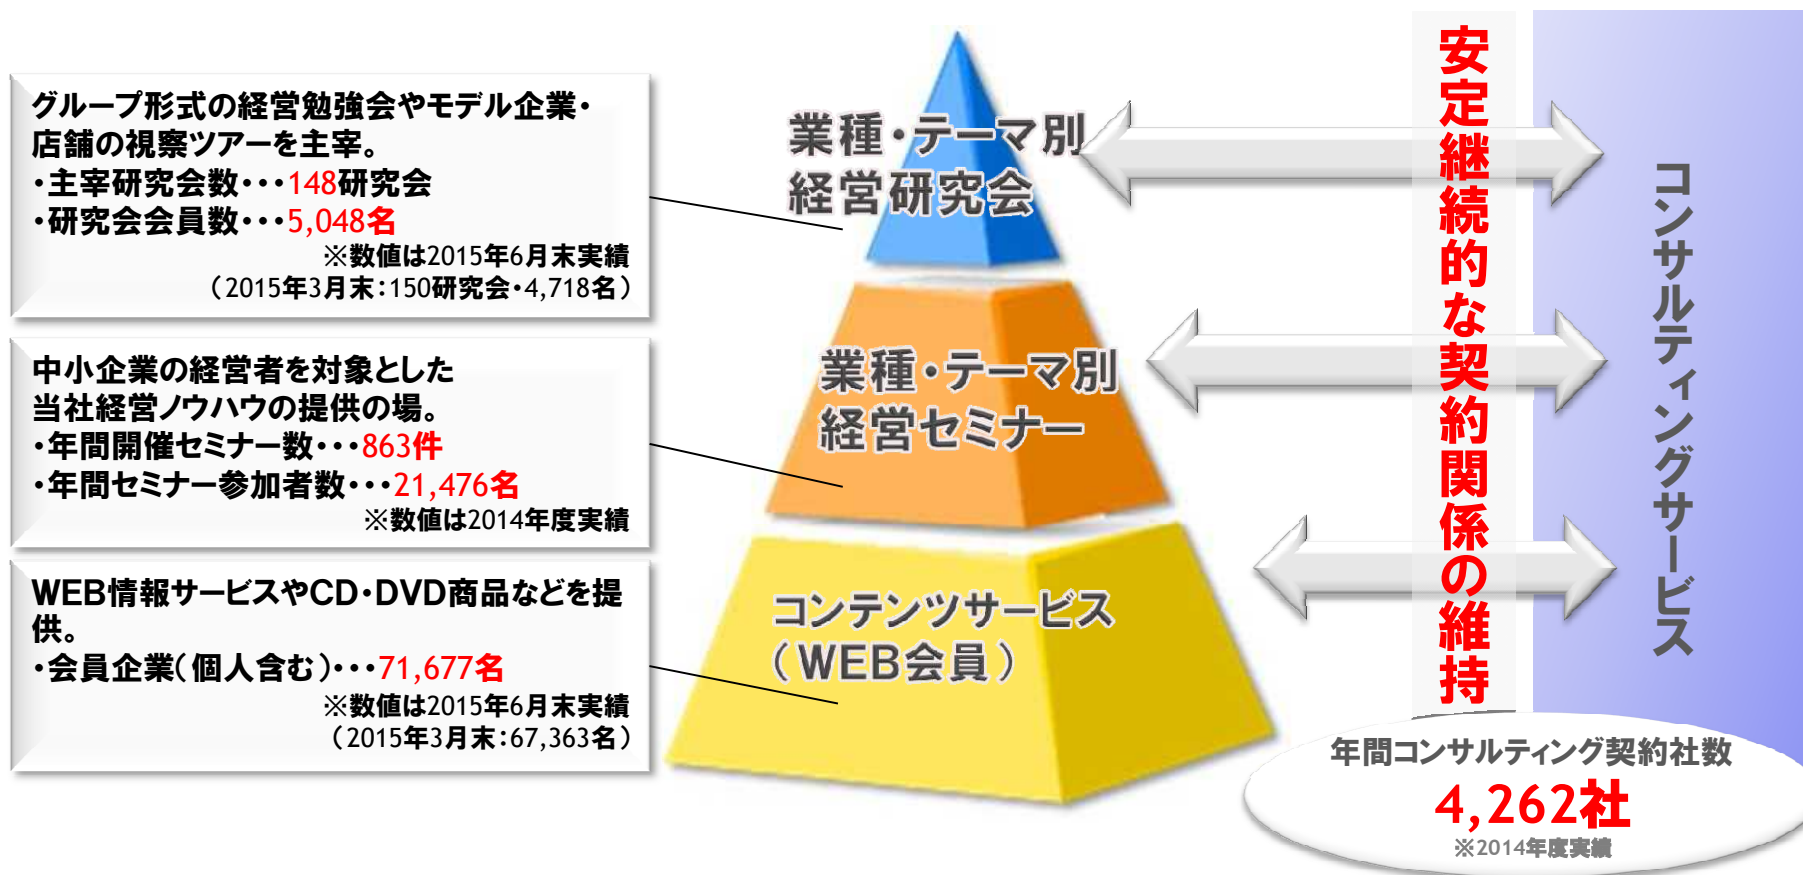 グループ形式の経営勉強会やモデル企業・
店舗の視察ツアーを主宰。
・主宰研究会数・・・148研究会
・研究会会員数・・・5,048名
※数値は2015年6月末実績
（2015年3月末：150研究会・4,718名）
中小企業の経営者を対象とした
当社経営ノウハウの提供の場。
・年間開催セミナー数・・・863件
・年間セミナー参加者数・・・21,476名
※数値は2014年度実績
WEB情報サービスやCD・DVD商品などを提
供。
・会員企業（個人含む）・・・71,677名
※数値は2015年6月末実績
（2015年3月末：67,363名）
業種・テーマ別
経営研究会
業種・テーマ別
経営セミナー
コンテンツサービス
（WEB会員）
安定継続的な契約関係の維持
コンサルティングサービス
年間コンサルティング契約社数
4,262社
※2014年度実績